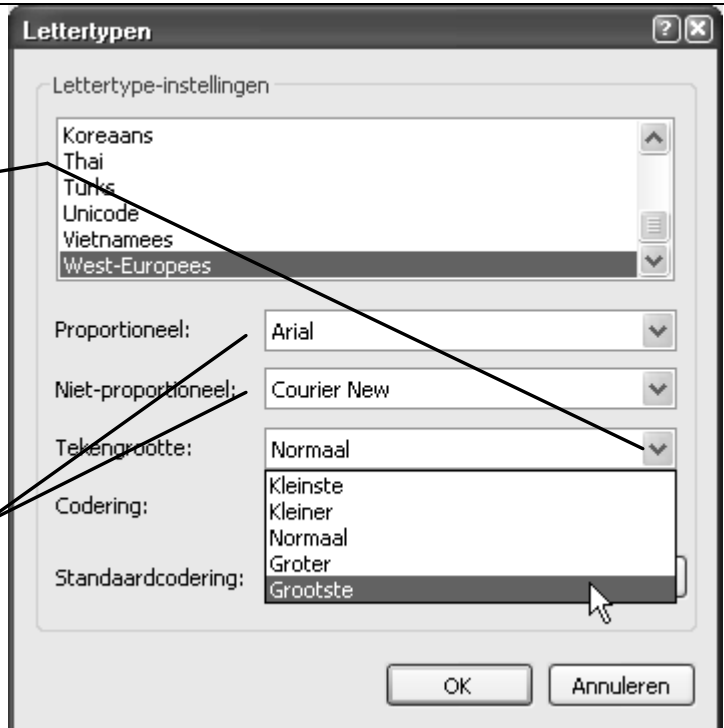 Lettertypen
Lettertype-instellingen
Koreaans
Thai
Turks
Unicode
Vietnamees
West-Europees
Proportioneel: Arial
Niet-proportioneel: Courier New
Tekengrootte: Normaal
Kleinste
Kleiner
Normaal
Groter
Grootste
Codering:
Standaardcodering:
OK Annuleren